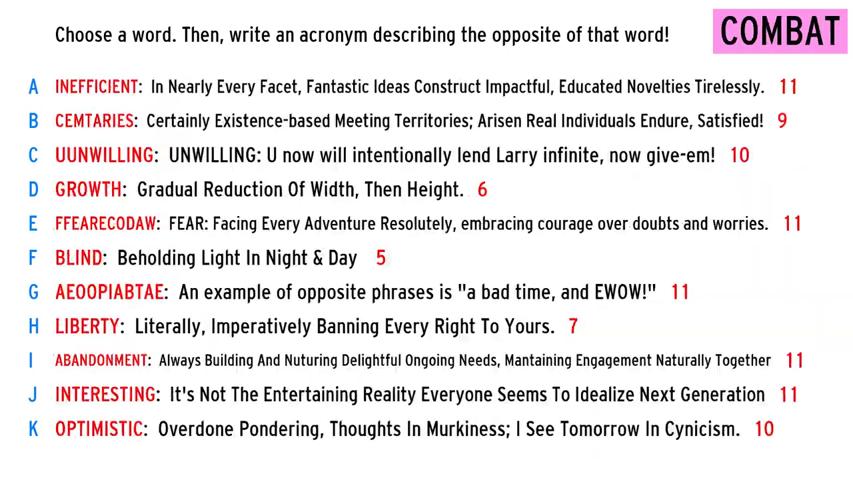 Choose a word. Then, write an acronym describing the opposite of that word!
COMBAT
A INEFFICIENT: In Nearly Every Facet, Fantastic Ideas Construct Impactful, Educated Novelties Tirelessly. 11
B CEMTARIES: Certainly Existence-based Meeting Territories; Arisen Real Individuals Endure, Satisfied! 9
C UUNWILLING: UNWILLING: U now will intentionally lend Larry infinite, now give-em! 10
D GROWTH: Gradual Reduction Of Width, Then Height. 6
E FFEARECODAW: FEAR: Facing Every Adventure Resolutely, embracing courage over doubts and worries. 11
F BLIND: Beholding Light In Night & Day 5
G AEOOPIABTAE: An example of opposite phrases is "a bad time, and EWOW!" 11
H LIBERTY: Literally, Imperatively Banning Every Right To Yours. 7
I ABANDONMENT: Always Building And Nuturing Delightful Ongoing Needs, Mantaining Engagement Naturally Together 11
J INTERESTING: It's Not The Entertaining Reality Everyone Seems To Idealize Next Generation 11
K OPTIMISTIC: Overdone Pondering, Thoughts In Murkiness; I See Tomorrow In Cynicism. 10